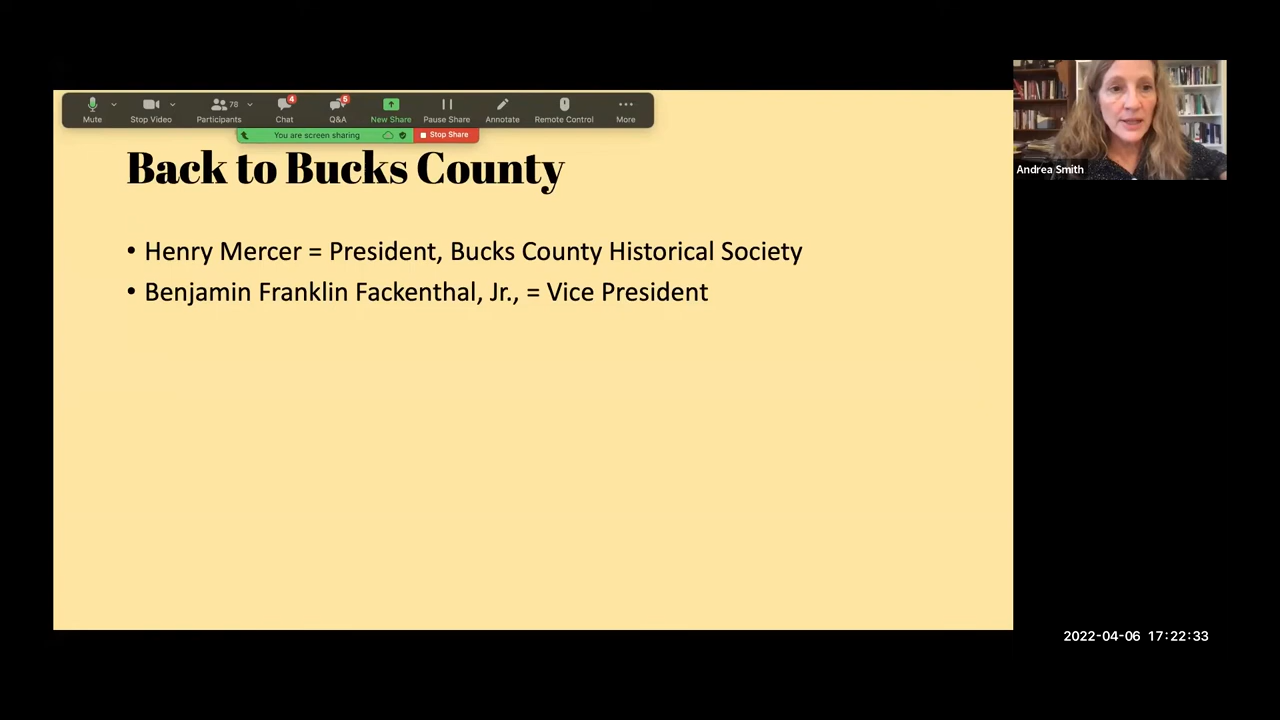 78
4
5
Mute Stop Video Participants Chat Q&A New Share Pause Share Annotate Remote Control More
You are screen sharing Stop Share
Back to Bucks County
• Henry Mercer = President, Bucks County Historical Society
• Benjamin Franklin Fackenthal, Jr., = Vice President
Andrea Smith
2022-04-06 17:22:33